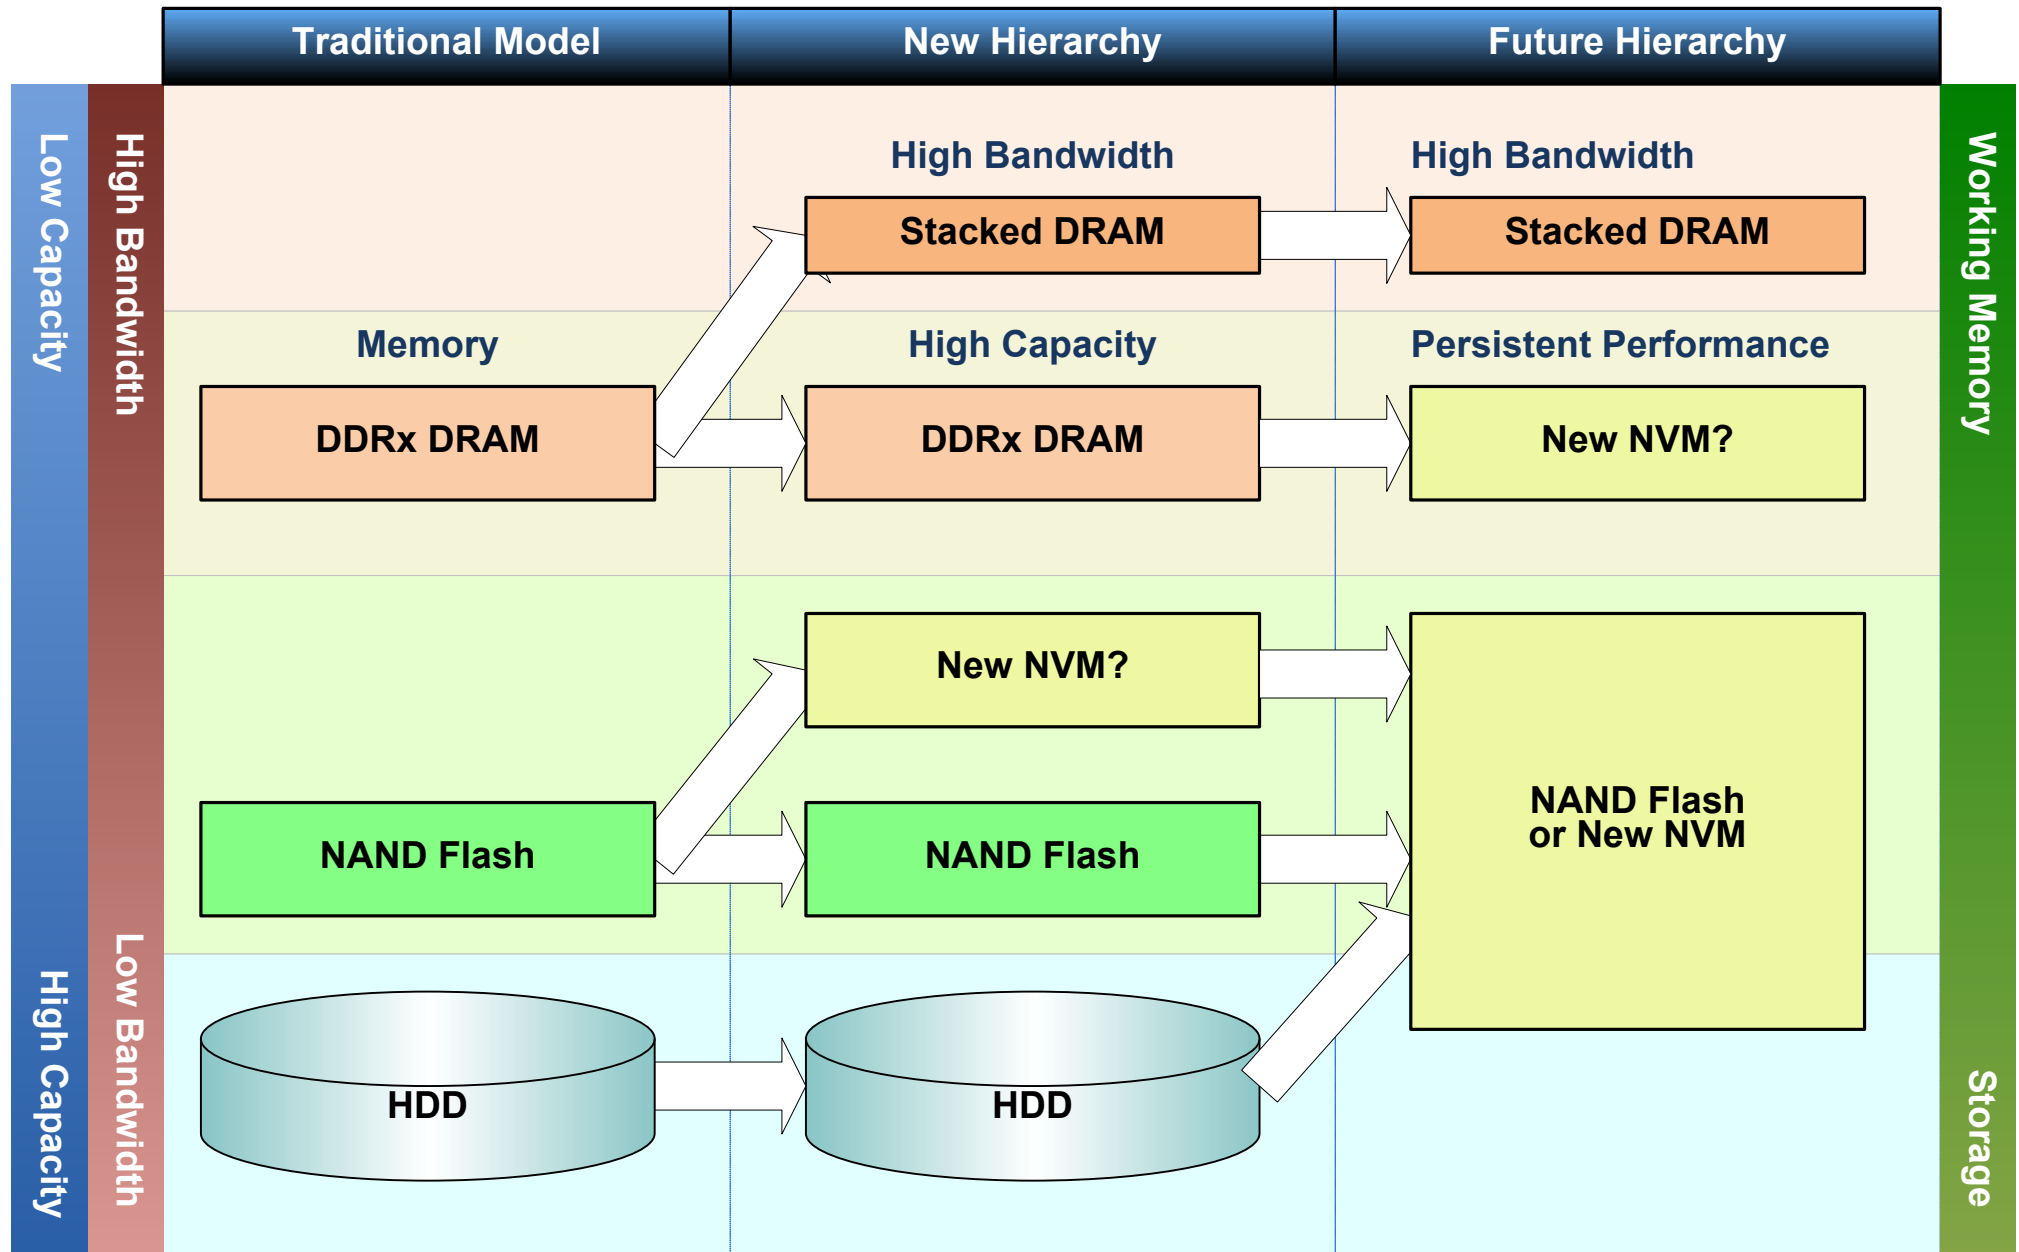 Traditional Model
New Hierarchy
Future Hierarchy
Low Capacity
High Capacity
High Bandwidth
Low Bandwidth
High Bandwidth
High Bandwidth
Stacked DRAM
Stacked DRAM
Memory
High Capacity
Persistent Performance
DDRx DRAM
DDRx DRAM
New NVM?
New NVM?
NAND Flash
NAND Flash
NAND Flash
or New NVM
HDD
HDD
Working Memory
Storage